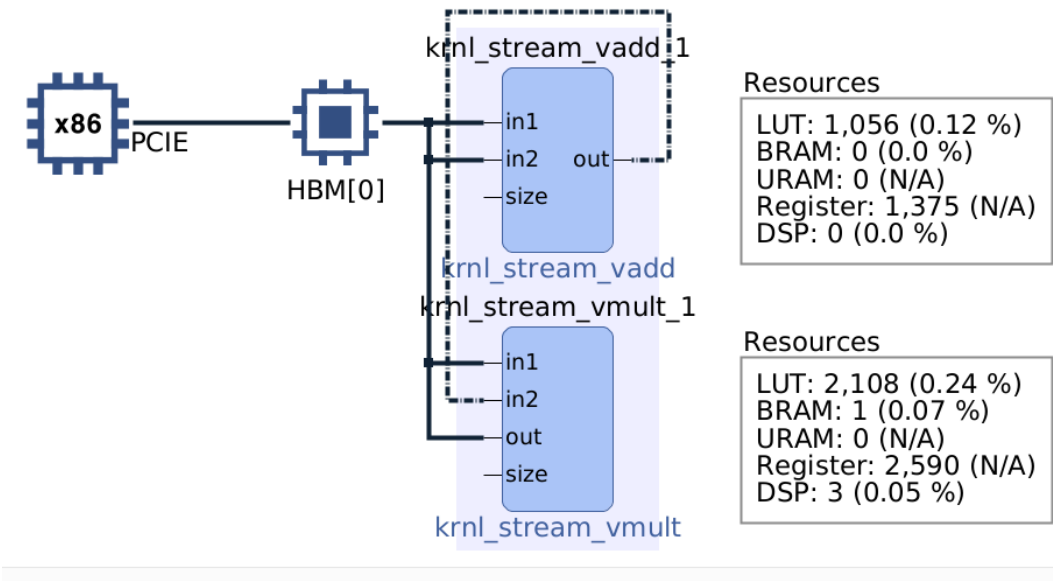 x86
PCIE
HBM[0]
krnl_stream_vadd_1
in1
in2
out
size
krnl_stream_vadd
Resources
LUT: 1,056 (0.12 %)
BRAM: 0 (0.0 %)
URAM: 0 (N/A)
Register: 1,375 (N/A)
DSP: 0 (0.0 %)
krnl_stream_vmult_1
in1
in2
out
size
krnl_stream_vmult
Resources
LUT: 2,108 (0.24 %)
BRAM: 1 (0.07 %)
URAM: 0 (N/A)
Register: 2,590 (N/A)
DSP: 3 (0.05 %)